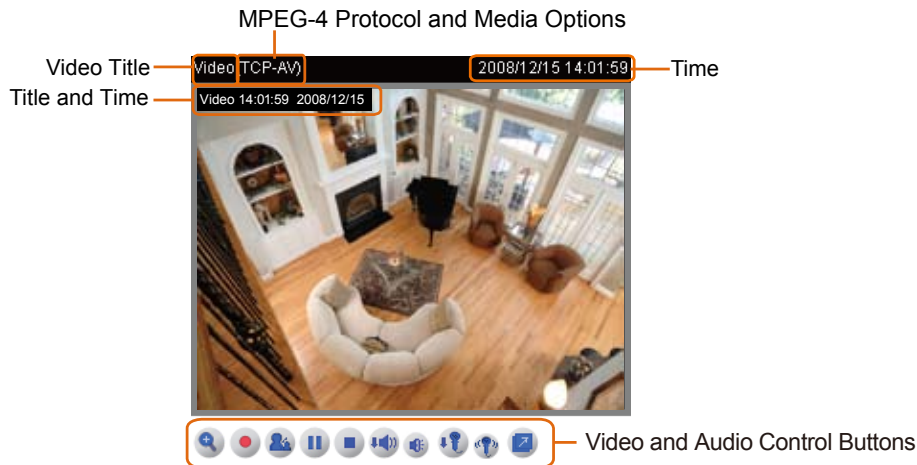 MPEG-4 Protocol and Media Options
Video Title
Video (TCP-AV)
2008/12/15 14:01:59
Time
Title and Time
Video 14:01:59 2008/12/15
Video and Audio Control Buttons